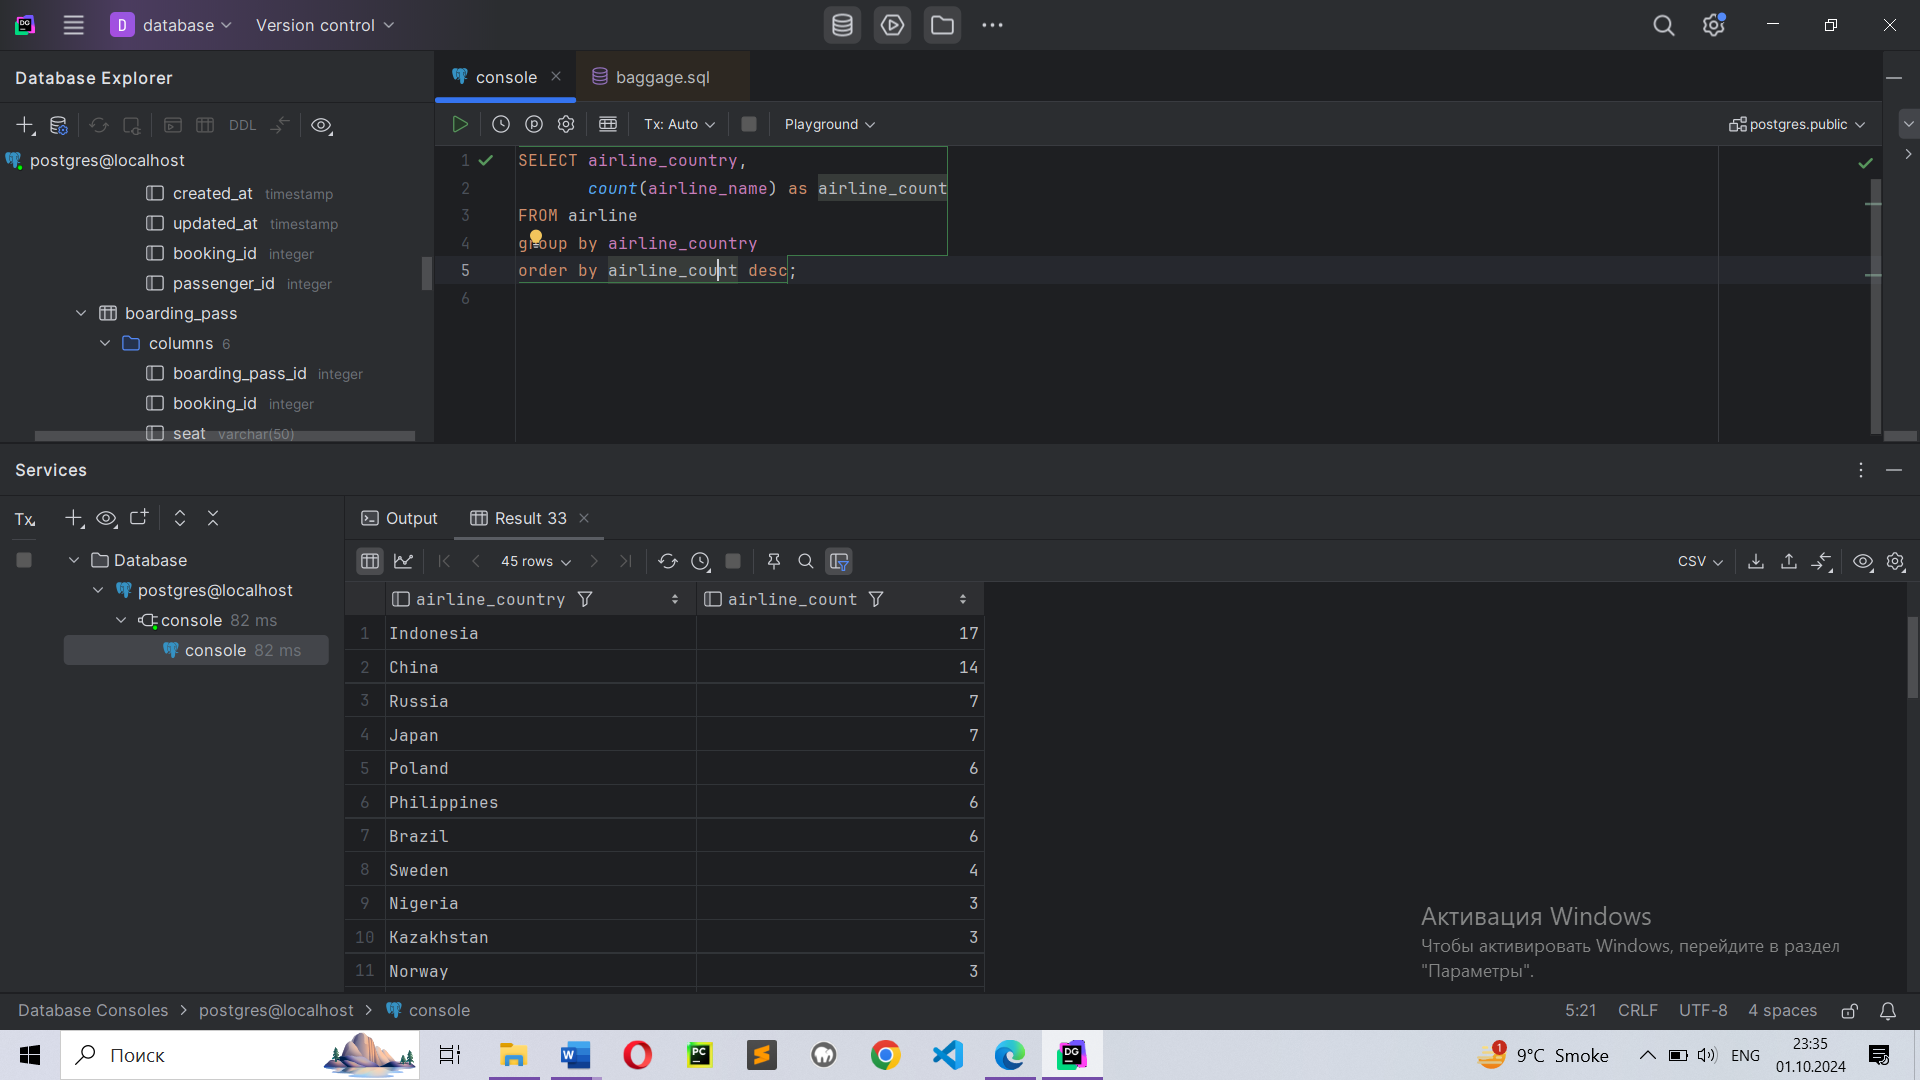 D database Version control
Database Explorer
console
baggage.sql
DDL
Tx: Auto
Playground
postgres.public
postgres@localhost
created_at timestamp
updated_at timestamp
booking_id integer
passenger_id integer
boarding_pass
columns 6
boarding_pass_id integer
booking_id integer
seat varchar(50)
1 SELECT airline_country,
2 count(airline_name) as airline_count
3 FROM airline
4 group by airline_country
5 order by airline_count desc;
6
Services
Tx
Database
postgres@localhost
console 82 ms
console 82 ms
Output
Result 33
45 rows
CSV
airline_country airline_count
1 Indonesia 17
2 China 14
3 Russia 7
4 Japan 7
5 Poland 6
6 Philippines 6
7 Brazil 6
8 Sweden 4
9 Nigeria 3
10 Kazakhstan 3
11 Norway 3
Активация Windows
Чтобы активировать Windows, перейдите в раздел
"Параметры".
Database Consoles > postgres@localhost > console
5:21 CRLF UTF-8 4 spaces
Поиск
1 9°C Smoke
ENG
23:35
01.10.2024